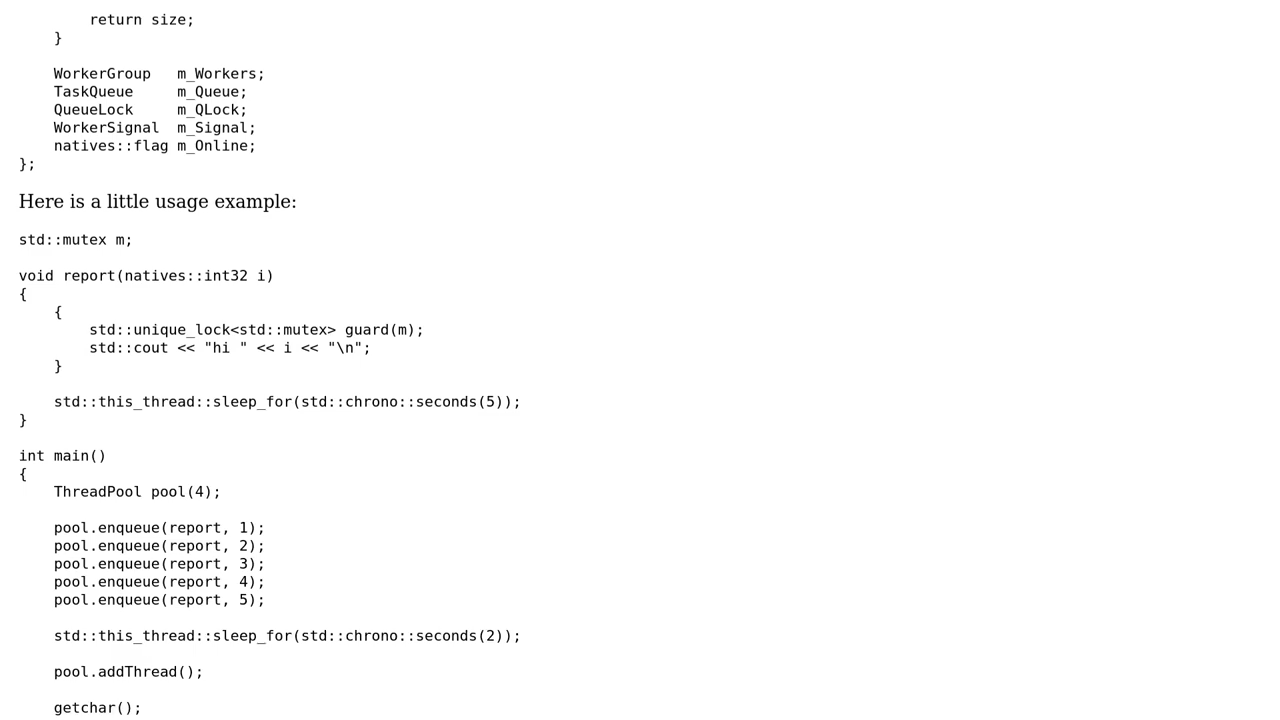 return size;
    }

    WorkerGroup   m_Workers;
    TaskQueue     m_Queue;
    QueueLock     m_QLock;
    WorkerSignal  m_Signal;
    natives::flag m_Online;
};
Here is a little usage example:
std::mutex m;

void report(natives::int32 i)
{
    {
        std::unique_lock<std::mutex> guard(m);
        std::cout << "hi " << i << "\n";
    }

    std::this_thread::sleep_for(std::chrono::seconds(5));
}

int main()
{
    ThreadPool pool(4);

    pool.enqueue(report, 1);
    pool.enqueue(report, 2);
    pool.enqueue(report, 3);
    pool.enqueue(report, 4);
    pool.enqueue(report, 5);

    std::this_thread::sleep_for(std::chrono::seconds(2));

    pool.addThread();

    getchar();